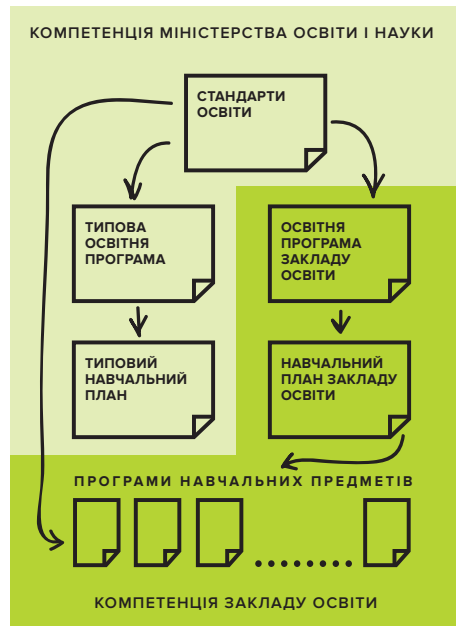 КОМПЕТЕНЦІЯ МІНІСТЕРСТВА ОСВІТИ І НАУКИ
СТАНДАРТИ
ОСВІТИ
ТИПОВА
ОСВІТНЯ
ПРОГРАМА
ОСВІТНЯ
ПРОГРАМА
ЗАКЛАДУ
ОСВІТИ
ТИПОВИЙ
НАВЧАЛЬНИЙ
ПЛАН
НАВЧАЛЬНИЙ
ПЛАН ЗАКЛАДУ
ОСВІТИ
ПРОГРАМИ НАВЧАЛЬНИХ ПРЕДМЕТІВ
КОМПЕТЕНЦІЯ ЗАКЛАДУ ОСВІТИ